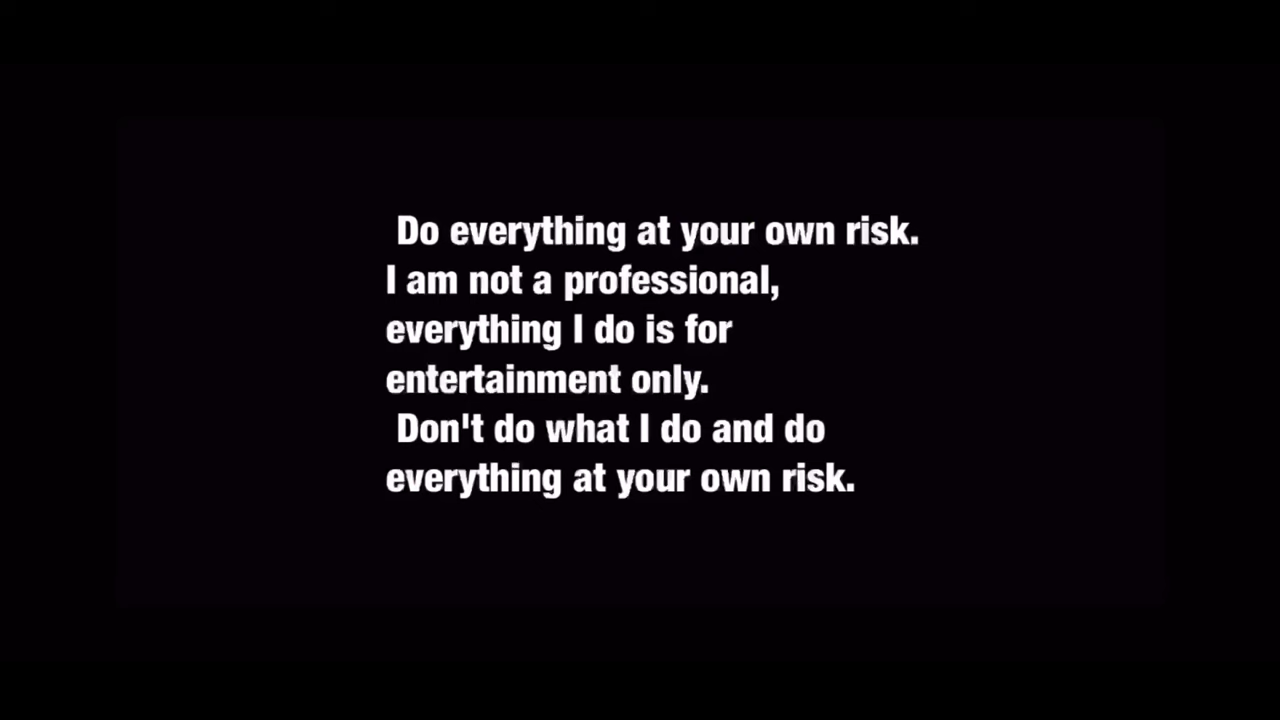 Do everything at your own risk.
I am not a professional,
everything I do is for
entertainment only.
Don't do what I do and do
everything at your own risk.